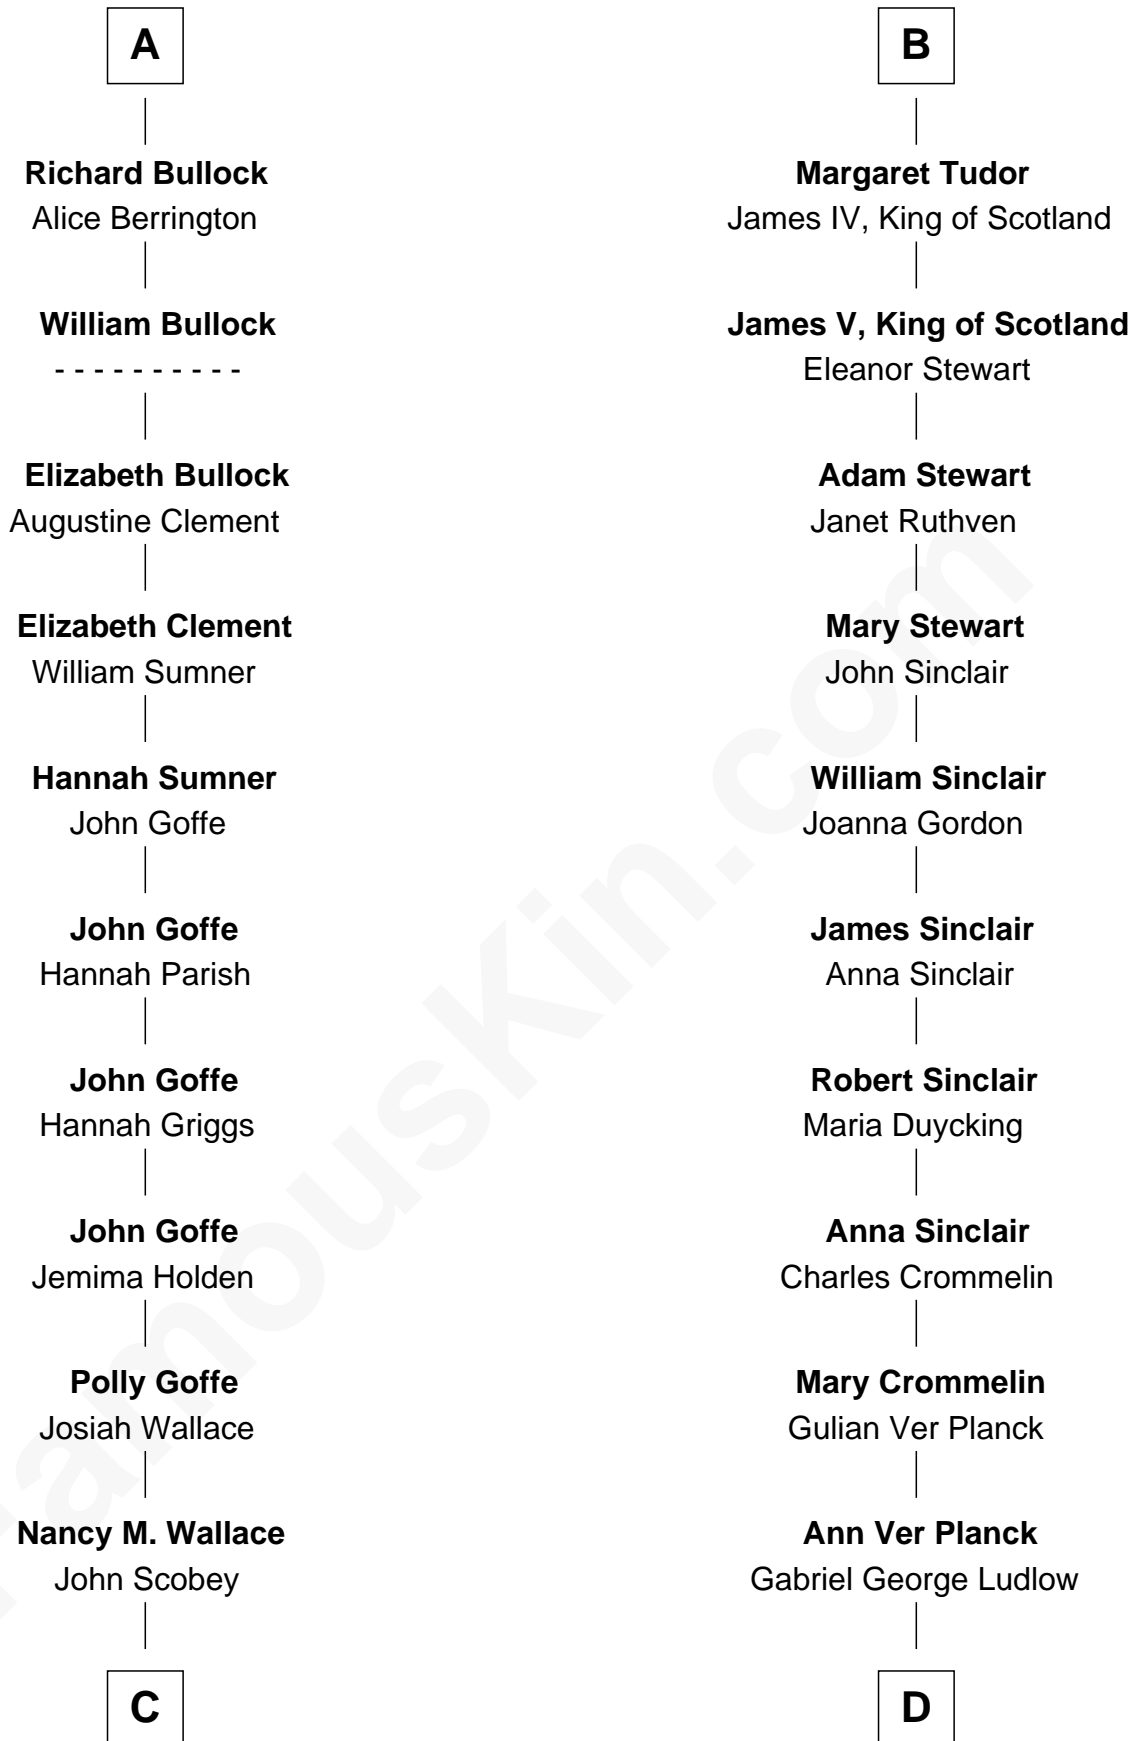 A
Richard Bullock
Alice Berrington
William Bullock
- - - - - - - - - -
Elizabeth Bullock
Augustine Clement
Elizabeth Clement
William Sumner
Hannah Sumner
John Goffe
John Goffe
Hannah Parish
John Goffe
Hannah Griggs
John Goffe
Jemima Holden
Polly Goffe
Josiah Wallace
Nancy M. Wallace
John Scobey
C
B
Margaret Tudor
James IV, King of Scotland
James V, King of Scotland
Eleanor Stewart
Adam Stewart
Janet Ruthven
Mary Stewart
John Sinclair
William Sinclair
Joanna Gordon
James Sinclair
Anna Sinclair
Robert Sinclair
Maria Duycking
Anna Sinclair
Charles Crommelin
Mary Crommelin
Gulian Ver Planck
Ann Ver Planck
Gabriel George Ludlow
D
FamousKin.com